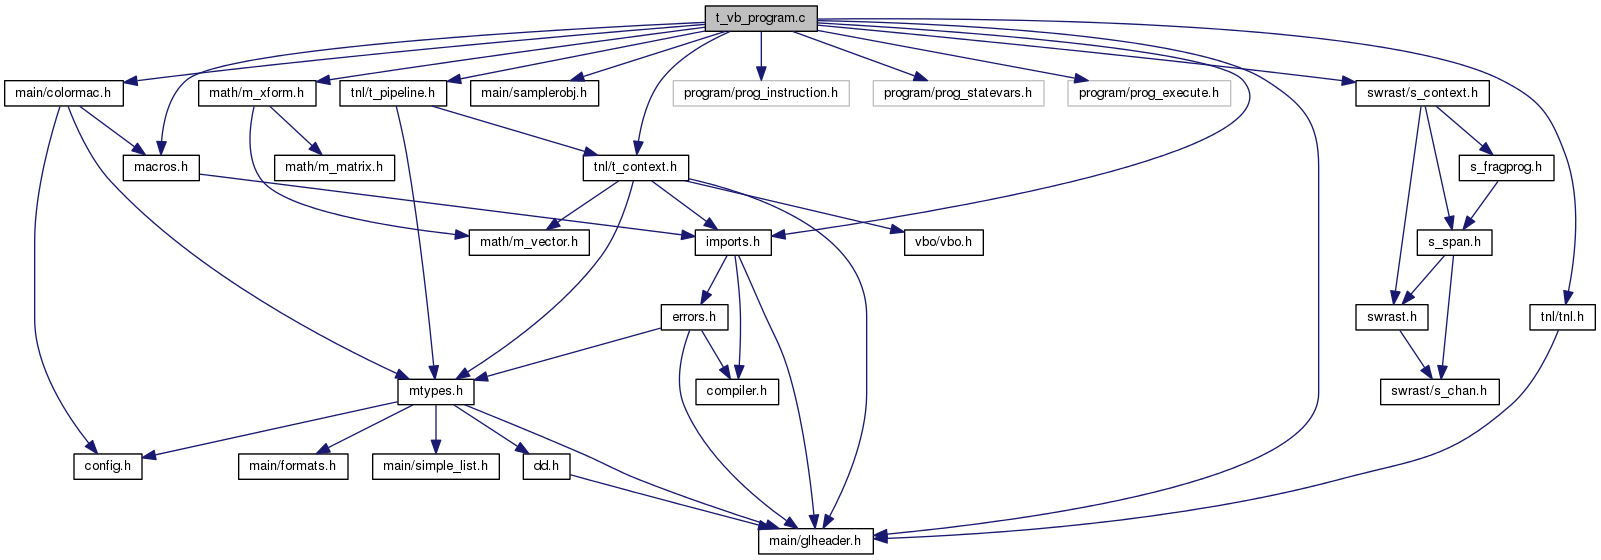 t_vb_program.c
main/colormac.h
math/m_xform.h
tnl/t_pipeline.h
main/samplerobj.h
program/prog_instruction.h
program/prog_statevars.h
program/prog_execute.h
swrast/s_context.h
macros.h
math/m_matrix.h
tnl/t_context.h
s_fragprog.h
math/m_vector.h
imports.h
vbo/vbo.h
s_span.h
errors.h
swrast.h
tnl/tnl.h
mtypes.h
compiler.h
swrast/s_chan.h
config.h
main/formats.h
main/simple_list.h
dd.h
main/glheader.h